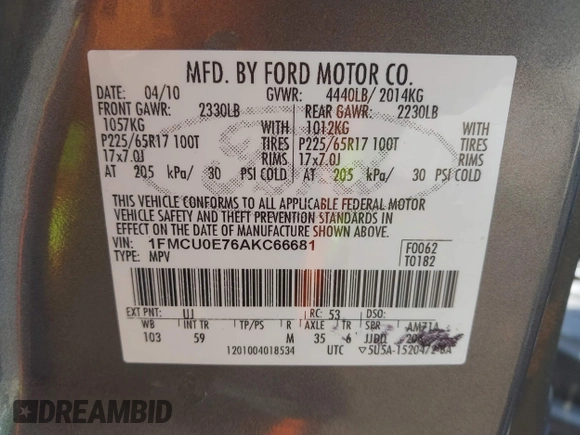 MFD. BY FORD MOTOR CO.
DATE: 04/10 GVWR: 4440LB/ 2014KG
FRONT GAWR: 2330LB REAR GAWR: 2230LB
1057KG WITH 1012KG WITH
P225/65R17 100T TIRES P225/65R17 100T TIRES
17x7.0J RIMS 17x7.0J RIMS
AT 205 kPa/ 30 PSI COLD AT 205 kPa/ 30 PSI COLD
THIS VEHICLE CONFORMS TO ALL APPLICABLE FEDERAL MOTOR
VEHICLE SAFETY AND THEFT PREVENTION STANDARDS IN
EFFECT ON THE DATE OF MANUFACTURE SHOWN ABOVE.
VIN: 1FMCU0E76AKC66681 F0062
TYPE: MPV T0182
EXT PNT: UJ RC: 53 DSO:
WB INT TR TP/PS R AXLE TR SPR
103 59 M 35 6 JJDD
1201004018534 UTC
DREAMBID